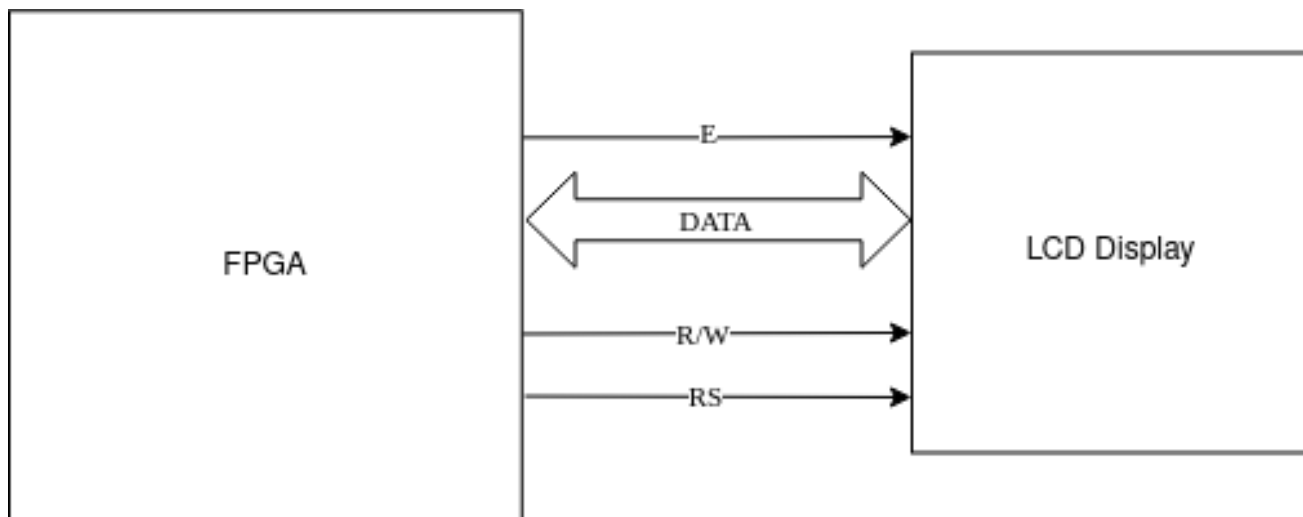 E
DATA
FPGA
LCD Display
R/W
RS